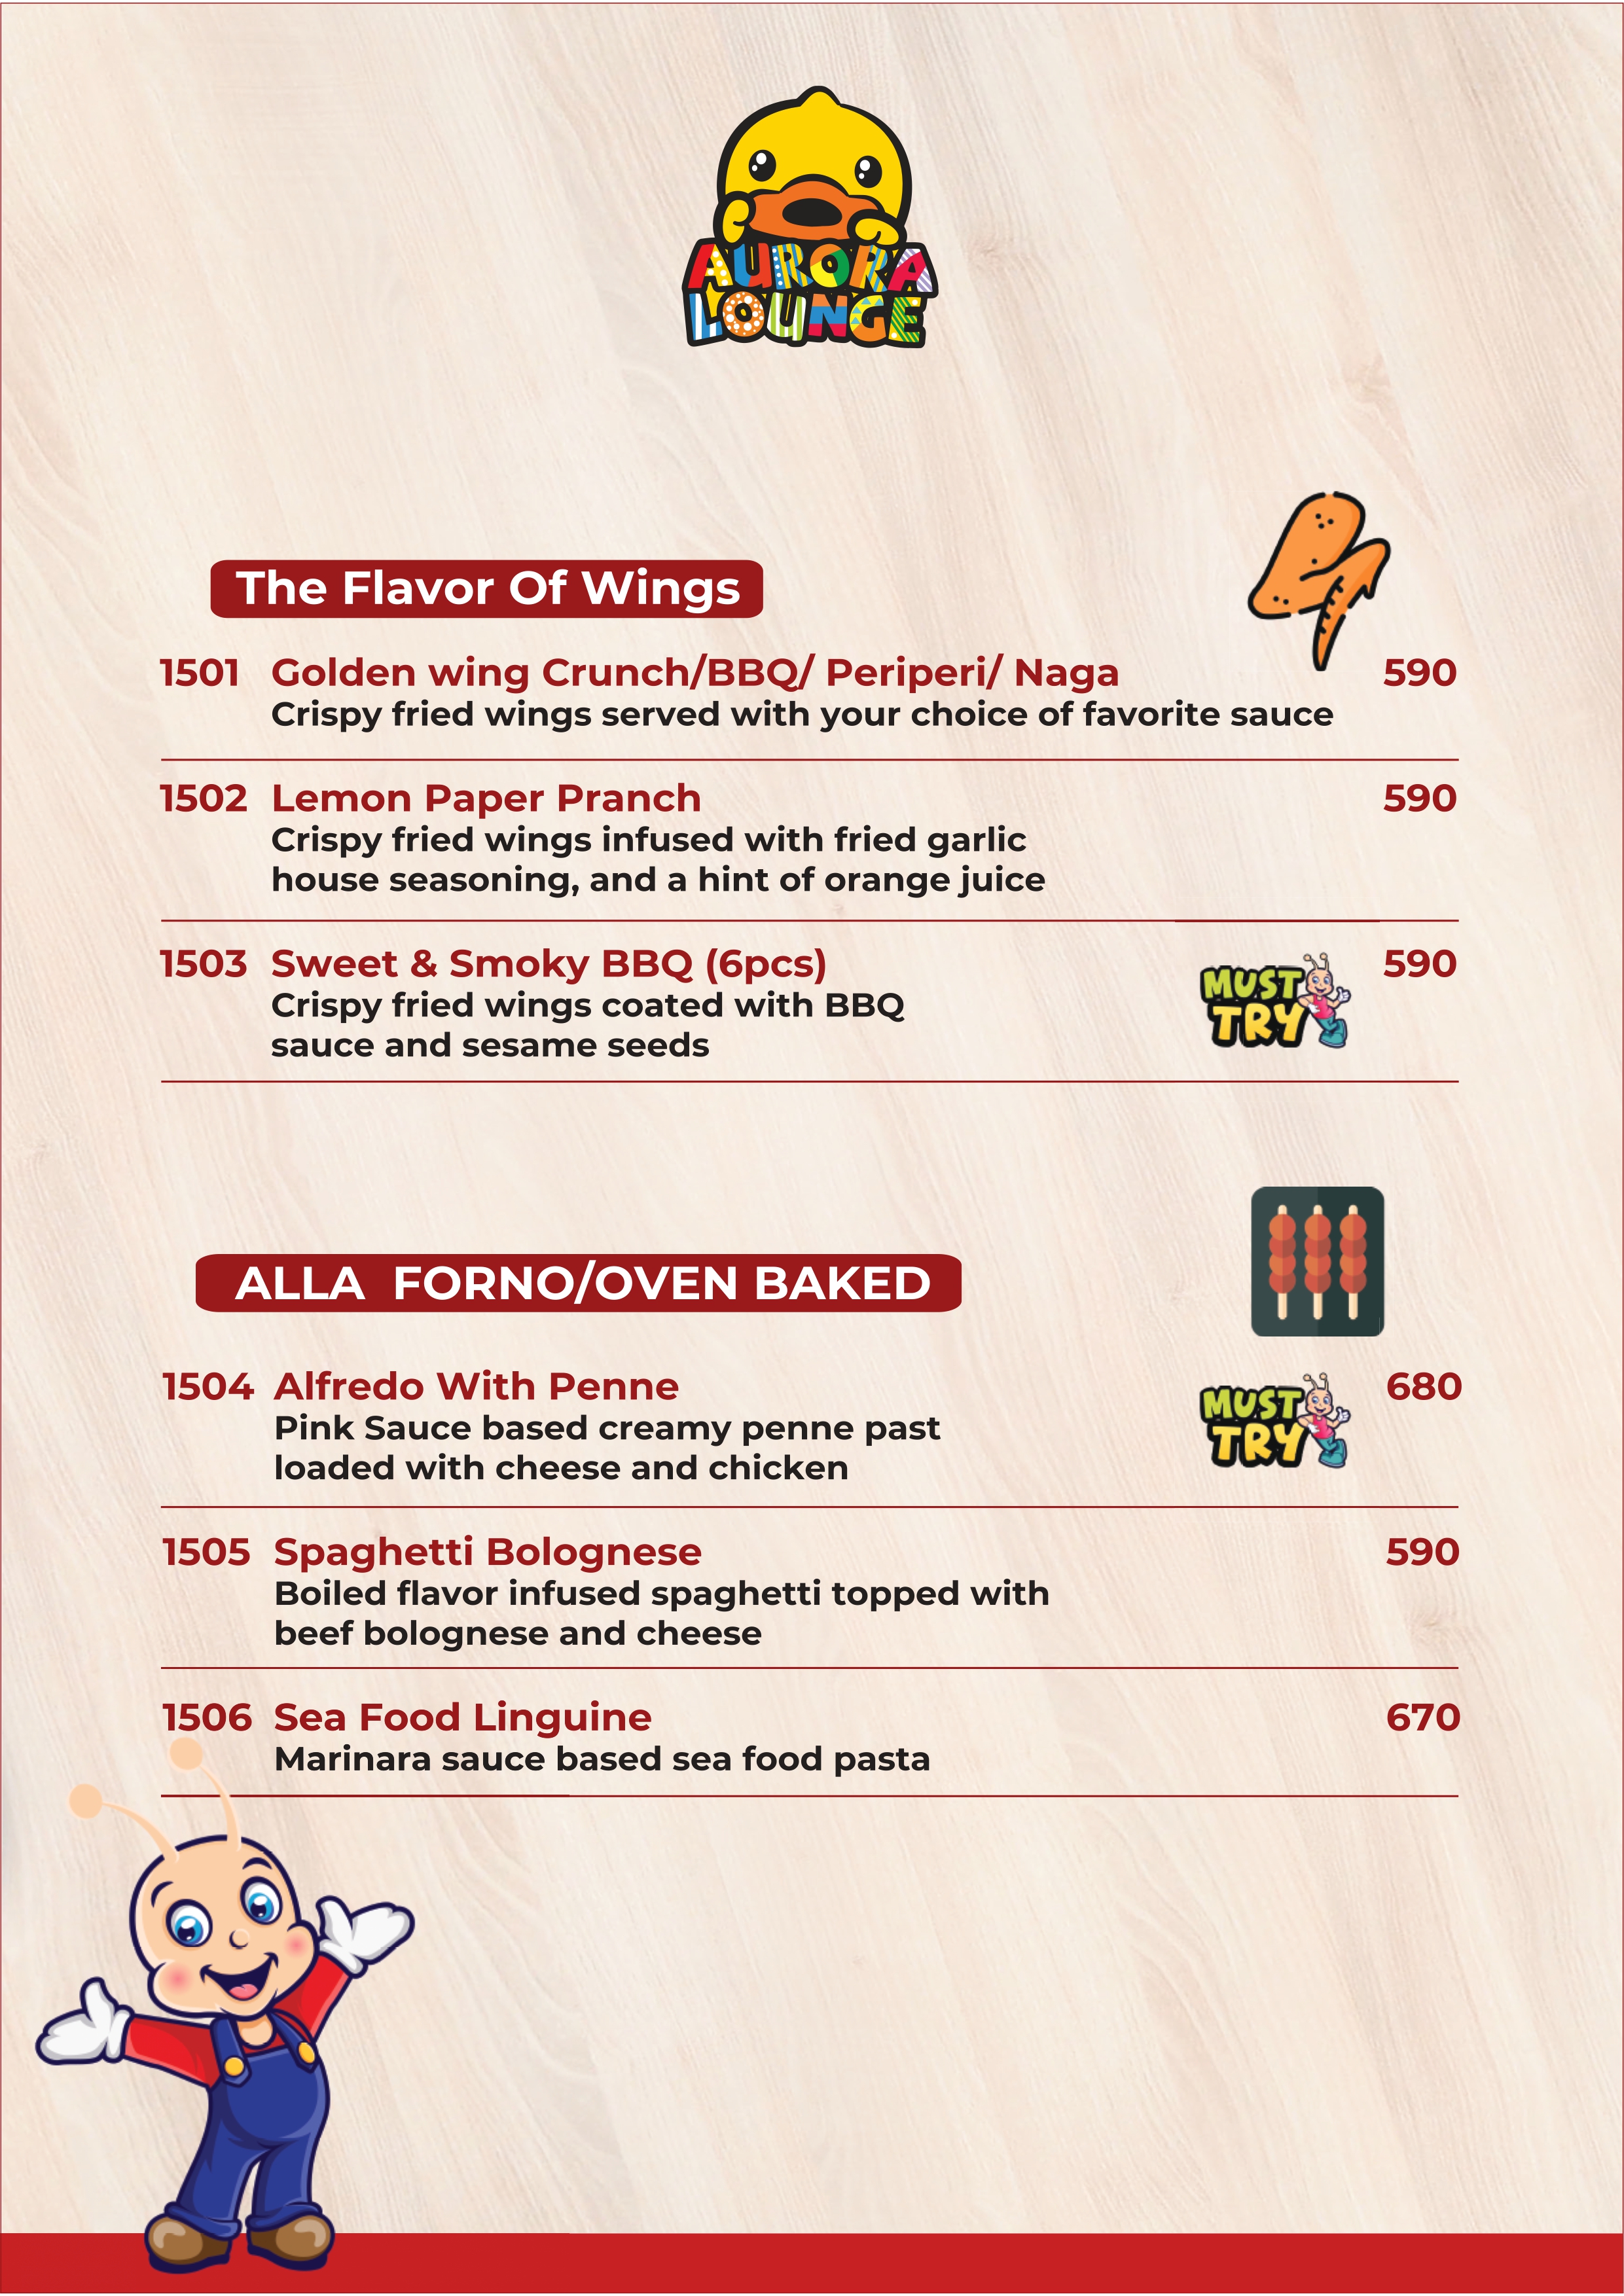 AURORA
LOUNGE
The Flavor Of Wings
1501 Golden wing Crunch/BBQ/ Periperi/ Naga 590
Crispy fried wings served with your choice of favorite sauce
1502 Lemon Paper Pranch 590
Crispy fried wings infused with fried garlic
house seasoning, and a hint of orange juice
1503 Sweet & Smoky BBQ (6pcs) 590
Crispy fried wings coated with BBQ
sauce and sesame seeds
MUST
TRY
ALLA FORNO/OVEN BAKED
1504 Alfredo With Penne 680
Pink Sauce based creamy penne past
loaded with cheese and chicken
MUST
TRY
1505 Spaghetti Bolognese 590
Boiled flavor infused spaghetti topped with
beef bolognese and cheese
1506 Sea Food Linguine 670
Marinara sauce based sea food pasta